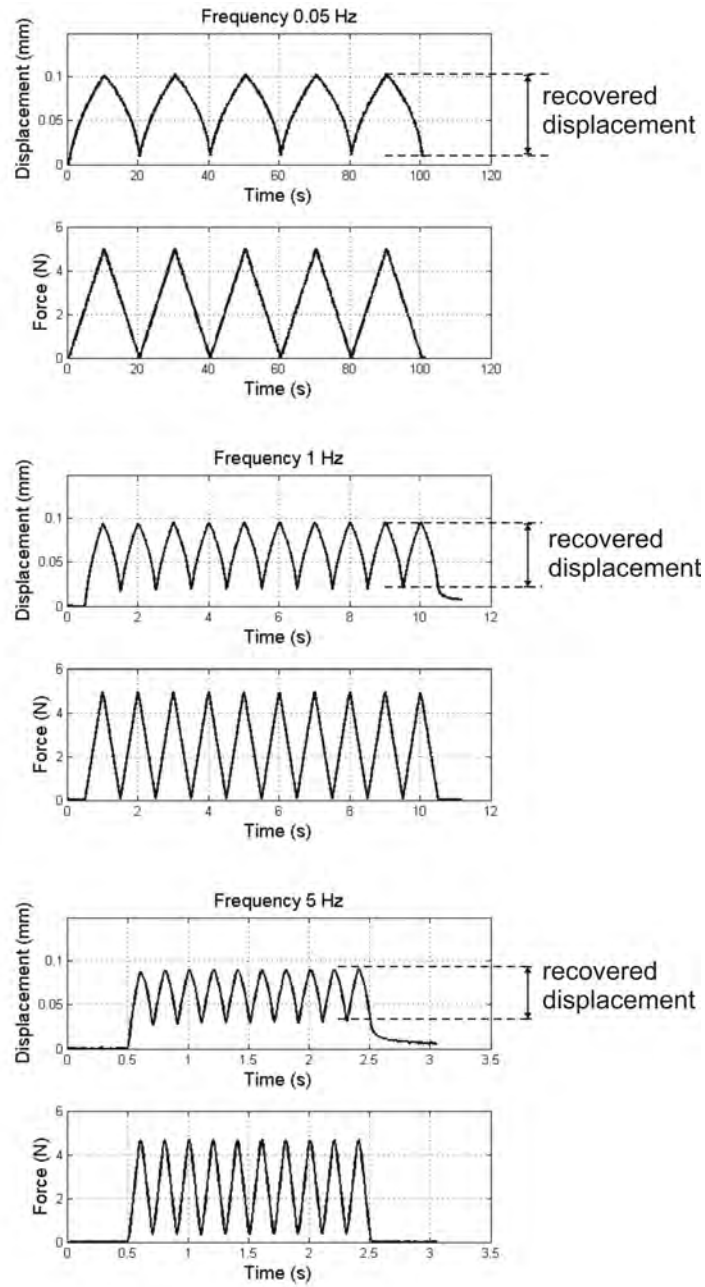 Frequency 0.05 Hz
Displacement (mm)
0.1
0.05
0
0 20 40 60 80 100 120
Time (s)
recovered
displacement
Force (N)
6
4
2
0
0 20 40 60 80 100 120
Time (s)
Frequency 1 Hz
Displacement (mm)
0.1
0.05
0
0 2 4 6 8 10 12
Time (s)
recovered
displacement
Force (N)
6
4
2
0
0 2 4 6 8 10 12
Time (s)
Frequency 5 Hz
Displacement (mm)
0.1
0.05
0
0 0.5 1 1.5 2 2.5 3 3.5
Time (s)
recovered
displacement
Force (N)
6
4
2
0
0 0.5 1 1.5 2 2.5 3 3.5
Time (s)